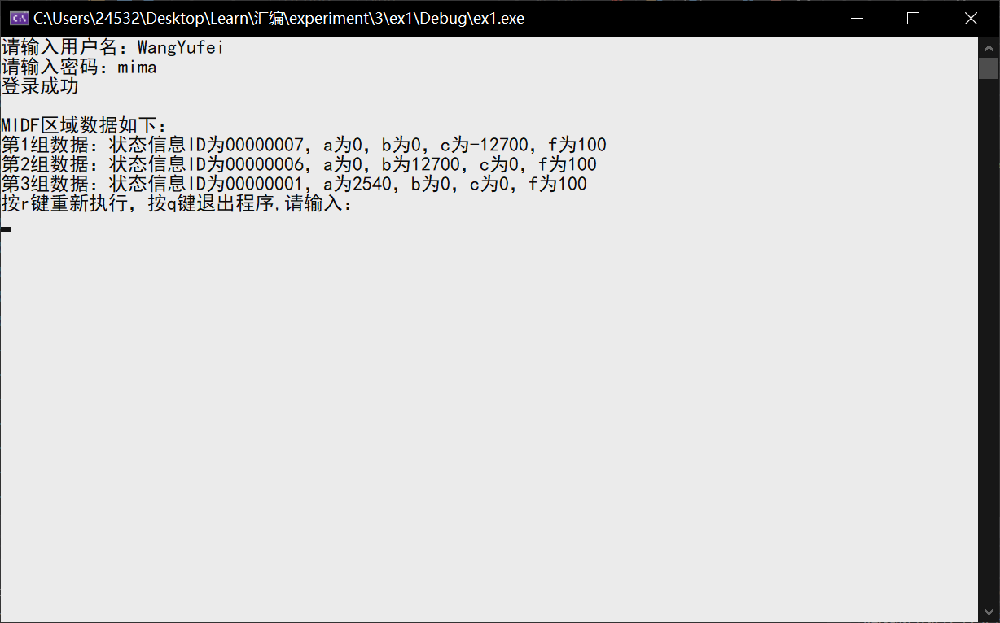 C:\Users\24532\Desktop\Learn\汇编\experiment\3\ex1\Debug\ex1.exe
请输入用户名：WangYufei
请输入密码：mima
登录成功
MIDF区域数据如下：
第1组数据：状态信息ID为00000007，a为0，b为0，c为-12700，f为100
第2组数据：状态信息ID为00000006，a为0，b为12700，c为0，f为100
第3组数据：状态信息ID为00000001，a为2540，b为0，c为0，f为100
按r键重新执行，按q键退出程序,请输入：